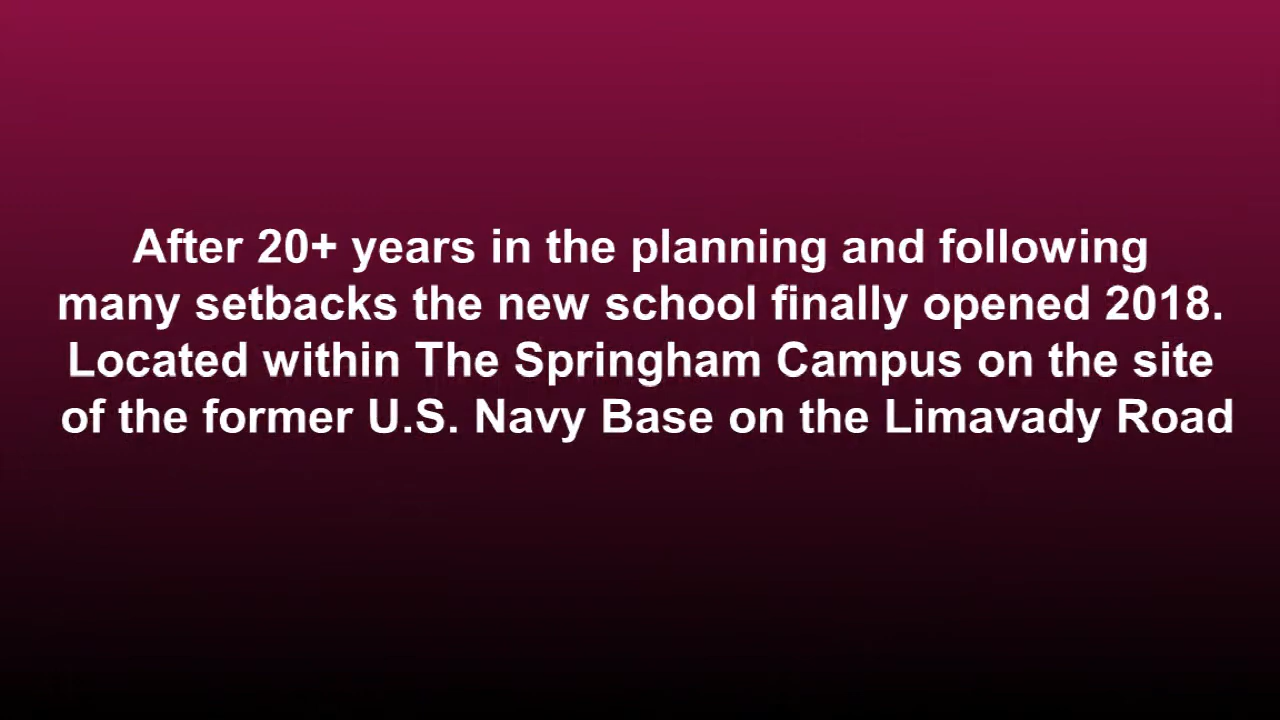 After 20+ years in the planning and following
many setbacks the new school finally opened 2018.
Located within The Springham Campus on the site
of the former U.S. Navy Base on the Limavady Road